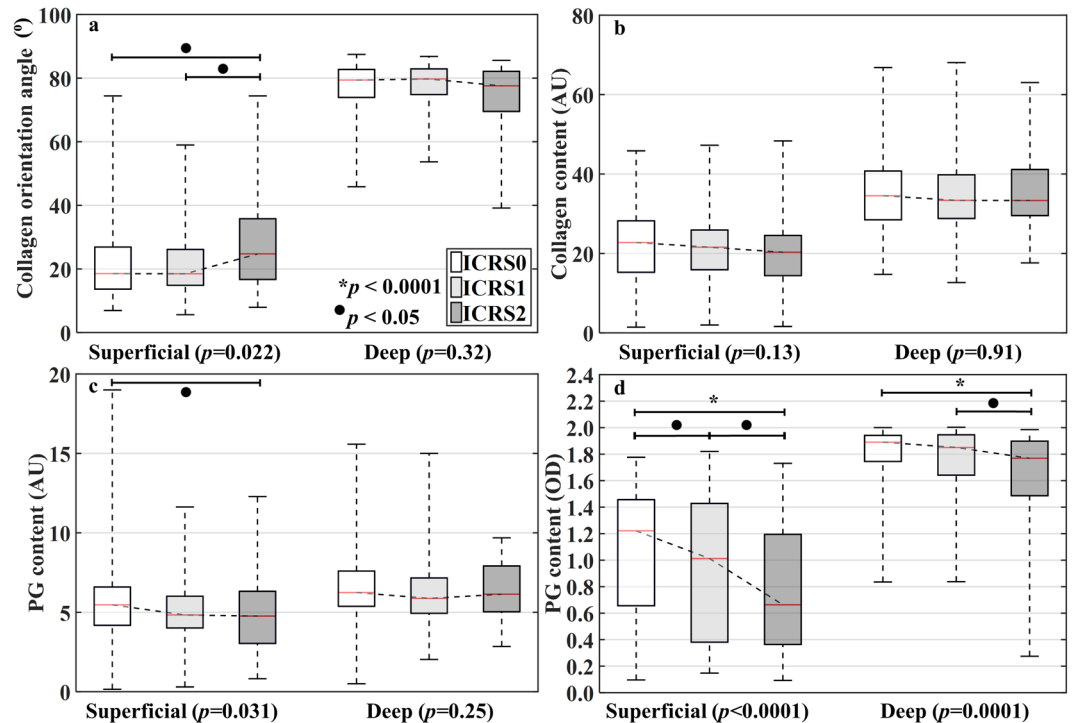 a
Collagen orientation angle (º)
100
80
60
40
20
0
*p < 0.0001
●p < 0.05
ICRS0
ICRS1
ICRS2
Superficial (p=0.022)
Deep (p=0.32)
b
Collagen content (AU)
80
60
40
20
0
Superficial (p=0.13)
Deep (p=0.91)
c
PG content (AU)
20
15
10
5
0
Superficial (p=0.031)
Deep (p=0.25)
d
PG content (OD)
2.4
2.2
2.0
1.8
1.6
1.4
1.2
1.0
0.8
0.6
0.4
0.2
0.0
*
*
Superficial (p<0.0001)
Deep (p=0.0001)